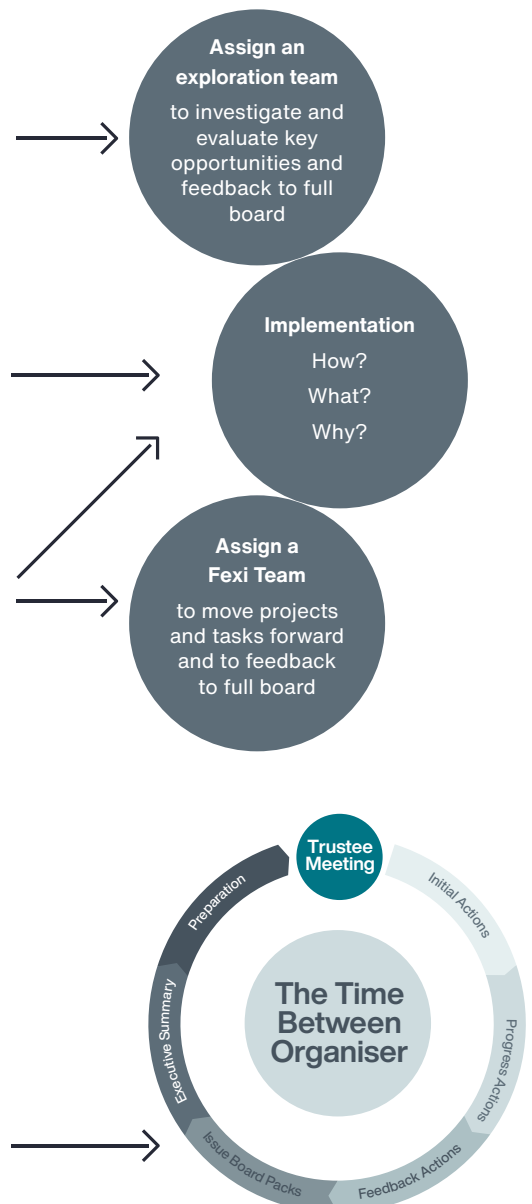 Assign an
exploration team
to investigate and
evaluate key
opportunities and
feedback to full
board
Implementation
How?
What?
Why?
Assign a
Fexi Team
to move projects
and tasks forward
and to feedback
to full board
Trustee
Meeting
Initial Actions
Progress Actions
Feedback Actions
Issue Board Packs
Executive Summary
Preparation
The Time
Between
Organiser